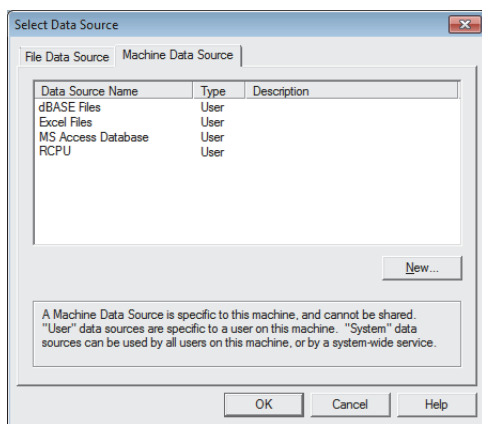 Select Data Source
File Data Source Machine Data Source
Data Source Name Type Description
dBASE Files User
Excel Files User
MS Access Database User
RCPU User
New...
A Machine Data Source is specific to this machine, and cannot be shared.
"User" data sources are specific to a user on this machine. "System" data
sources can be used by all users on this machine, or by a system-wide service.
OK Cancel Help